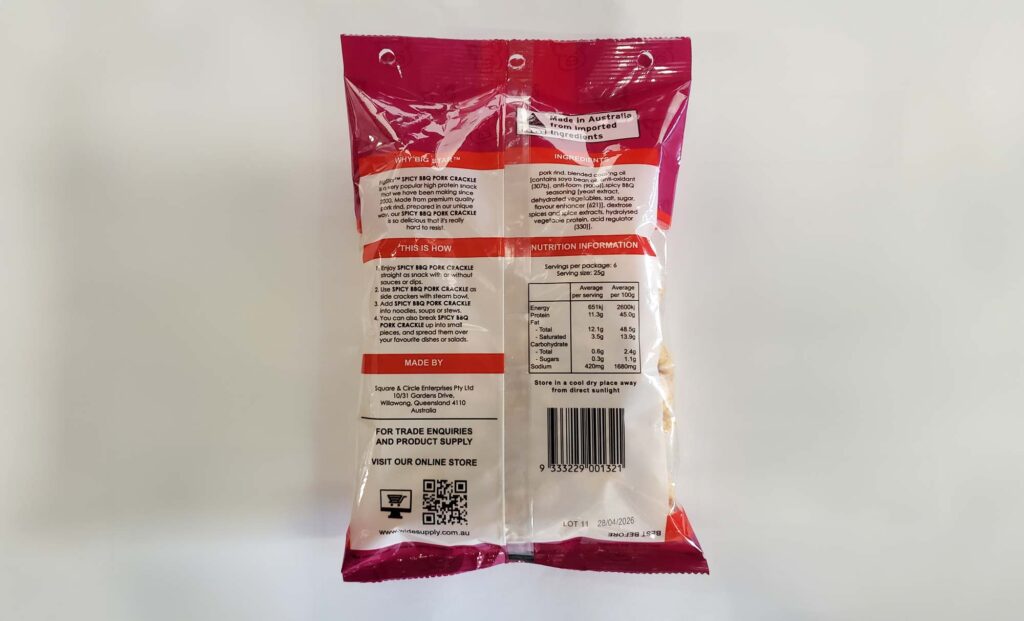 Made in Australia
from imported
ingredients
WHY BIG STAR™
SPICY BBQ PORK CRACKLE
is a very popular high protein snack
that we have been making since
2000. Made from premium quality
pork rind, prepared in our unique
way, our SPICY BBQ PORK CRACKLE
is so delicious that it's really
hard to resist.
THIS IS HOW
1. Enjoy SPICY BBQ PORK CRACKLE
straight as snack with or without
sauces or dips.
2. Use SPICY BBQ PORK CRACKLE as
side crackers with steam bowl.
3. Add SPICY BBQ PORK CRACKLE
into noodles, soups or stews.
4. You can also break SPICY BBQ
PORK CRACKLE up into small
pieces, and spread them over
your favourite dishes or salads.
MADE BY
Square & Circle Enterprises Pty Ltd
10/31 Gardens Drive,
Willawong, Queensland 4110
Australia
FOR TRADE ENQUIRIES
AND PRODUCT SUPPLY
VISIT OUR ONLINE STORE
supply.com.au
INGREDIENTS
pork rind, blended cooking oil
[contains soya bean oil, anti-oxidant
(307b), anti-foam (900a)], spicy BBQ
seasoning [yeast extract,
dehydrated vegetables, salt, sugar,
flavour enhancer (621)], dextrose
spices and spice extracts, hydrolysed
vegetable protein, acid regulator
(330)].
NUTRITION INFORMATION
Servings per package: 6
Serving size: 25g
Average per serving Average per 100g
Energy 651kj 2600kj
Protein 11.3g 45.0g
Fat
- Total 12.1g 48.5g
- Saturated 3.5g 13.9g
Carbohydrate
- Total 0.6g 2.4g
- Sugars 0.3g 1.1g
Sodium 420mg 1680mg
Store in a cool dry place away
from direct sunlight
9 333229 001321
LOT 11 28/04/2026
BEST BEFORE